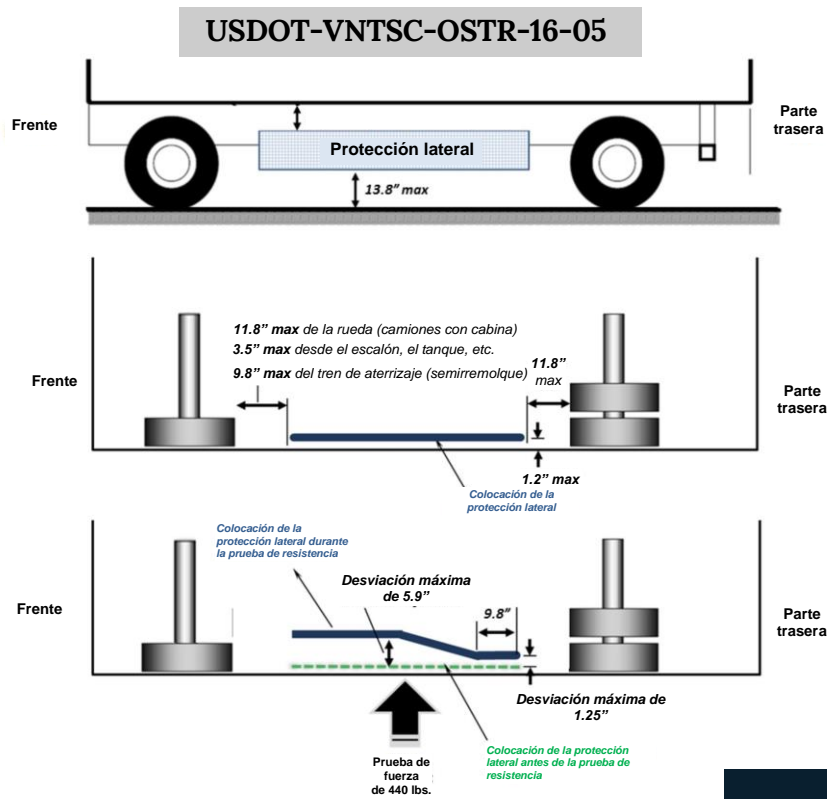 USDOT-VNTSC-OSTR-16-05
Frente
Parte
trasera
Protección lateral
13.8” max
11.8” max de la rueda (camiones con cabina)
3.5” max desde el escalón, el tanque, etc.
9.8” max del tren de aterrizaje (semirremolque)
11.8”
max
Frente
Parte
trasera
1.2” max
Colocación de la
protección lateral
Colocación de la
protección lateral durante
la prueba de resistencia
Desviación máxima
de 5.9”
9.8”
Frente
Parte
trasera
Desviación máxima de
1.25”
Prueba de
fuerza
de 440 lbs.
Colocación de la protección
lateral antes de la prueba de
resistencia